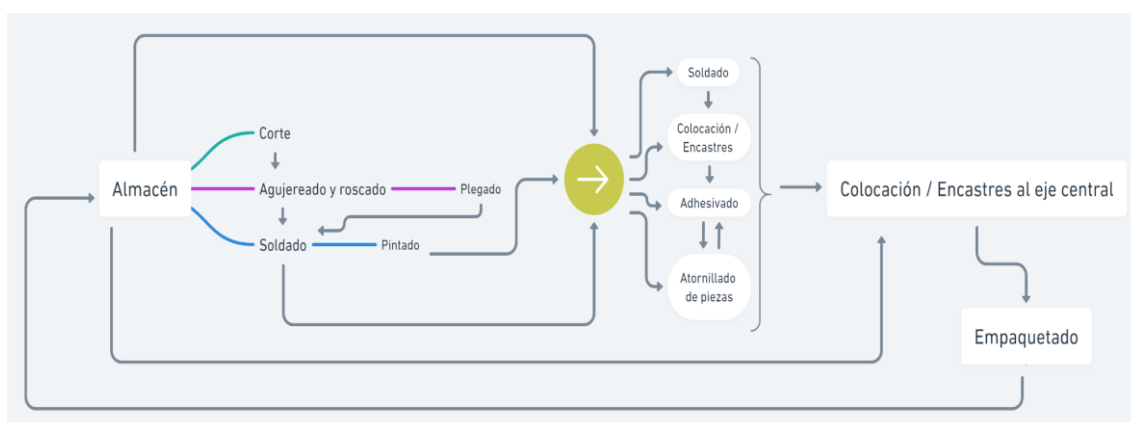 Almacén
Corte
Agujereado y roscado
Plegado
Soldado
Pintado
Soldado
Colocación /
Encastres
Adhesivado
Atornillado
de piezas
Colocación / Encastres al eje central
Empaquetado